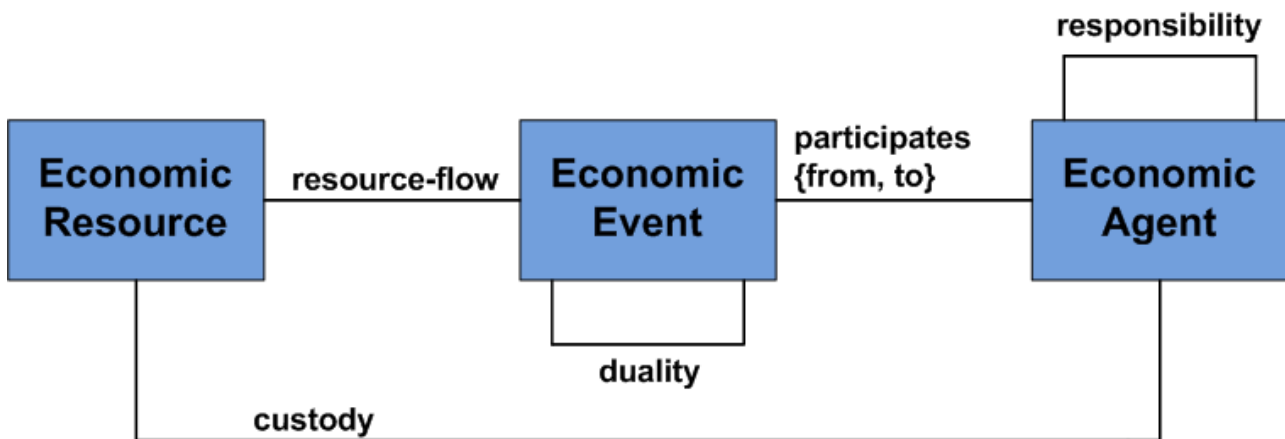 responsibility
Economic
Resource
resource-flow
Economic
Event
participates
{from, to}
Economic
Agent
duality
custody